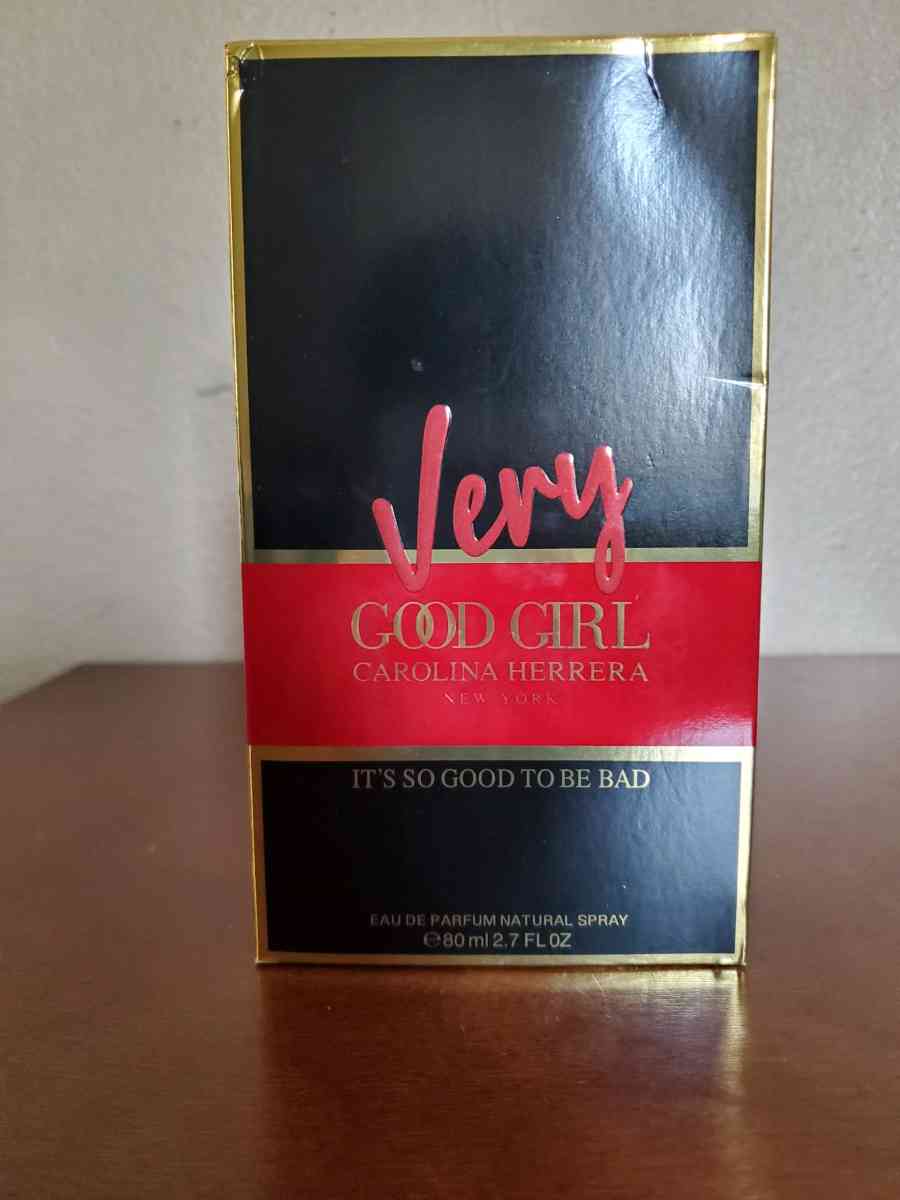 Very
GOOD GIRL
CAROLINA HERRERA
NEW YORK
IT'S SO GOOD TO BE BAD
EAU DE PARFUM NATURAL SPRAY
℮80 ml 2.7 FL OZ